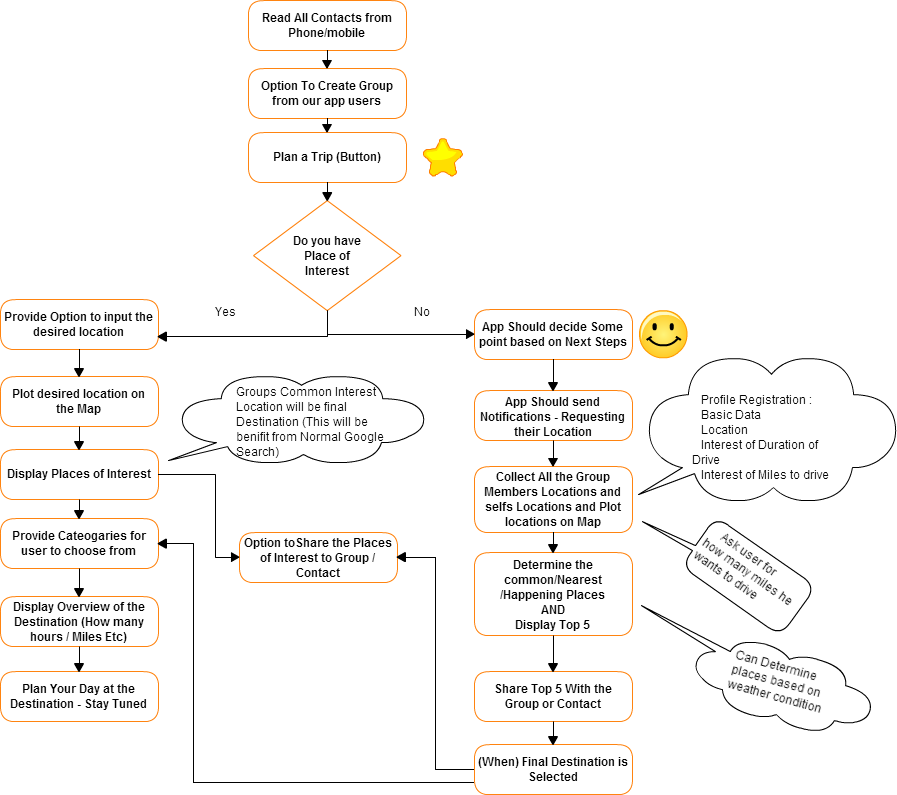 Read All Contacts from
Phone/mobile
Option To Create Group
from our app users
Plan a Trip (Button)
Do you have
Place of
Interest
Yes
No
Provide Option to input the
desired location
Plot desired location on
the Map
Groups Common Interest
Location will be final
Destination (This will be
benifit from Normal Google
Search)
Display Places of Interest
Provide Cateogaries for
user to choose from
Display Overview of the
Destination (How many
hours / Miles Etc)
Plan Your Day at the
Destination - Stay Tuned
Option to Share the Places
of Interest to Group /
Contact
App Should decide Some
point based on Next Steps
App Should send
Notifications - Requesting
their Location
Profile Registration :
Basic Data
Location
Interest of Duration of
Drive
Interest of Miles to drive
Collect All the Group
Members Locations and
selfs Locations and Plot
locations on Map
Ask user for
how many miles he
wants to drive
Determine the
common/Nearest
/Happening Places
AND
Display Top 5
Can Determine
places based on
weather condition
Share Top 5 With the
Group or Contact
(When) Final Destination is
Selected